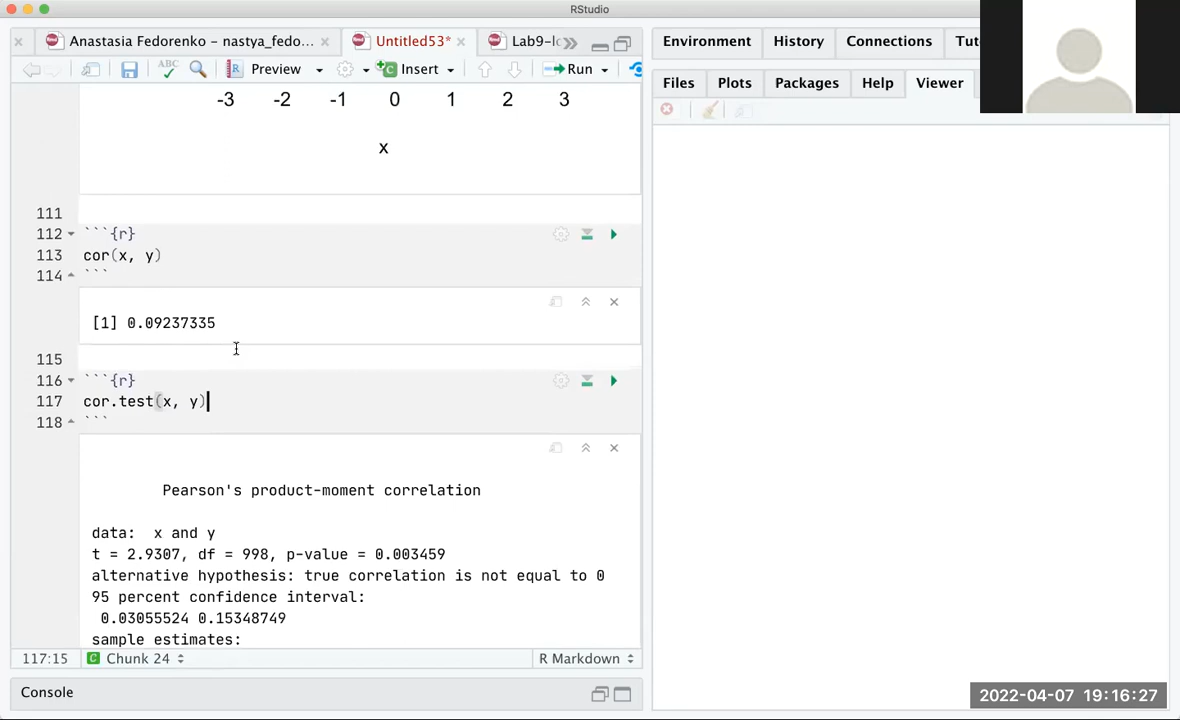 RStudio
Anastasia Fedorenko – nastya_fedo... Untitled53* Lab9-lo
Environment History Connections Tut
ABC Preview Insert Run
Files Plots Packages Help Viewer
-3 -2 -1 0 1 2 3
x
111
112 ```{r}
113 cor(x, y)
114 ```
[1] 0.09237335
115
116 ```{r}
117 cor.test(x, y)
118 ```
Pearson's product-moment correlation
data: x and y
t = 2.9307, df = 998, p-value = 0.003459
alternative hypothesis: true correlation is not equal to 0
95 percent confidence interval:
0.03055524 0.15348749
sample estimates:
117:15 C Chunk 24 R Markdown
Console
2022-04-07 19:16:27